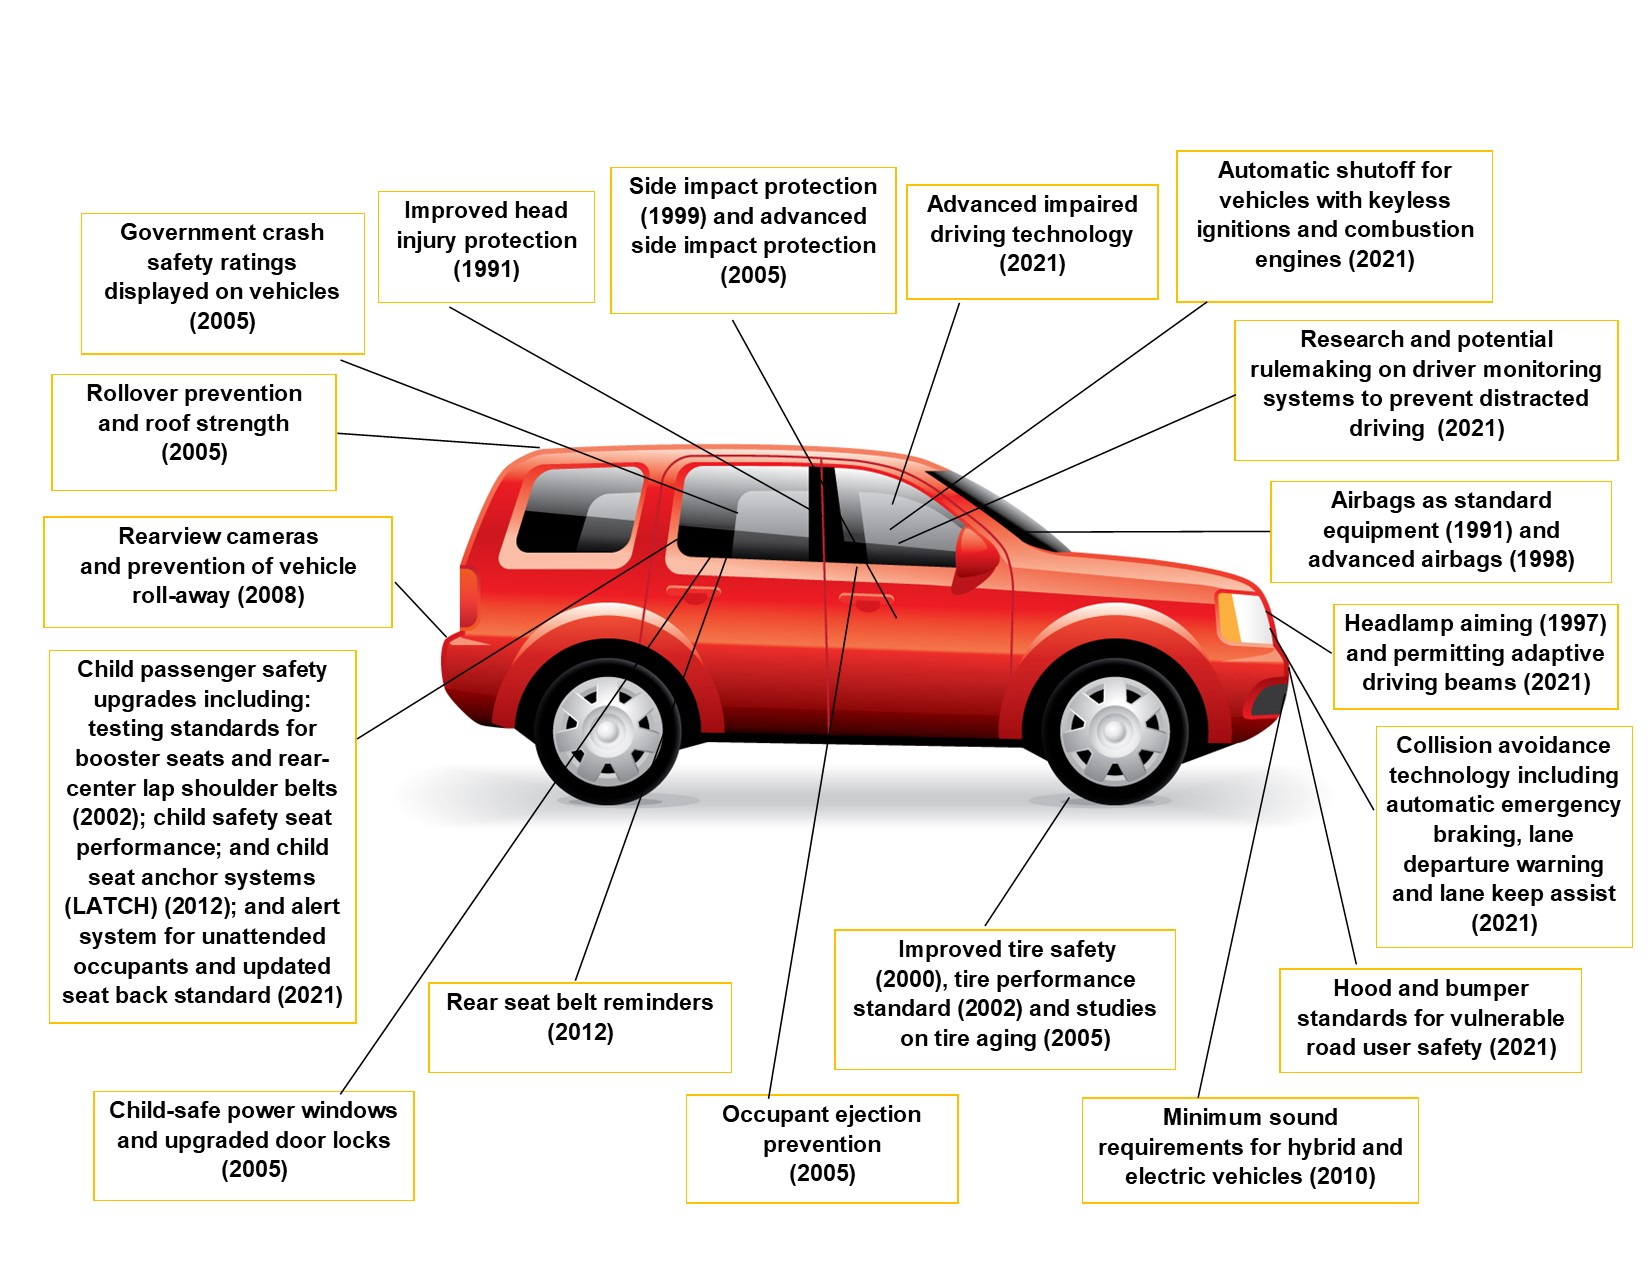 Government crash
safety ratings
displayed on vehicles
(2005)
Improved head
injury protection
(1991)
Side impact protection
(1999) and advanced
side impact protection
(2005)
Advanced impaired
driving technology
(2021)
Automatic shutoff for
vehicles with keyless
ignitions and combustion
engines (2021)
Rollover prevention
and roof strength
(2005)
Research and potential
rulemaking on driver monitoring
systems to prevent distracted
driving (2021)
Rearview cameras
and prevention of vehicle
roll-away (2008)
Airbags as standard
equipment (1991) and
advanced airbags (1998)
Headlamp aiming (1997)
and permitting adaptive
driving beams (2021)
Child passenger safety
upgrades including:
testing standards for
booster seats and rear-
center lap shoulder belts
(2002); child safety seat
performance; and child
seat anchor systems
(LATCH) (2012); and alert
system for unattended
occupants and updated
seat back standard (2021)
Collision avoidance
technology including
automatic emergency
braking, lane
departure warning
and lane keep assist
(2021)
Rear seat belt reminders
(2012)
Improved tire safety
(2000), tire performance
standard (2002) and studies
on tire aging (2005)
Hood and bumper
standards for vulnerable
road user safety (2021)
Child-safe power windows
and upgraded door locks
(2005)
Occupant ejection
prevention
(2005)
Minimum sound
requirements for hybrid and
electric vehicles (2010)